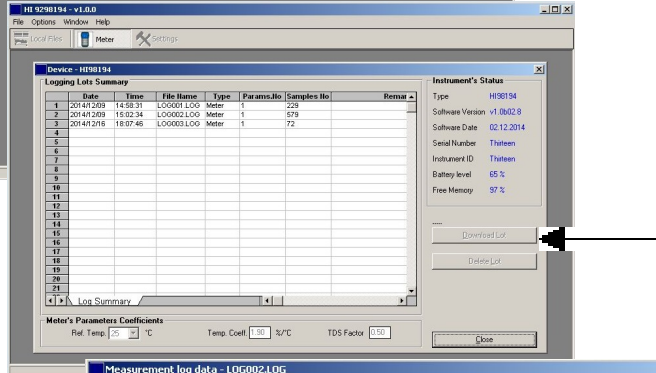 HI 9298194 - v1.0.0
File Options Window Help
Local Files Meter Settings
Device - HI98194
Logging Lots Summary
Date Time File Name Type Params.No Samples No Remar
1 2014/12/09 14:58:31 LOG001.LOG Meter 1 229
2 2014/12/09 15:02:34 LOG002.LOG Meter 1 579
3 2014/12/16 18:07:46 LOG003.LOG Meter 1 72
4
5
6
7
8
9
10
11
12
13
14
15
16
17
18
19
20
21
Log Summary
Instrument's Status
Type HI98194
Software Version v1.0b02.8
Software Date 02.12.2014
Serial Number Thirteen
Instrument ID Thirteen
Battery level 65 %
Free Memory 97 %
.....
Download Lot
Delete Lot
Meter's Parameters Coefficients
Ref. Temp. 25 °C Temp. Coeff. 1.90 %/°C TDS Factor 0.50
Close
Measurement log data - LOG002.LOG